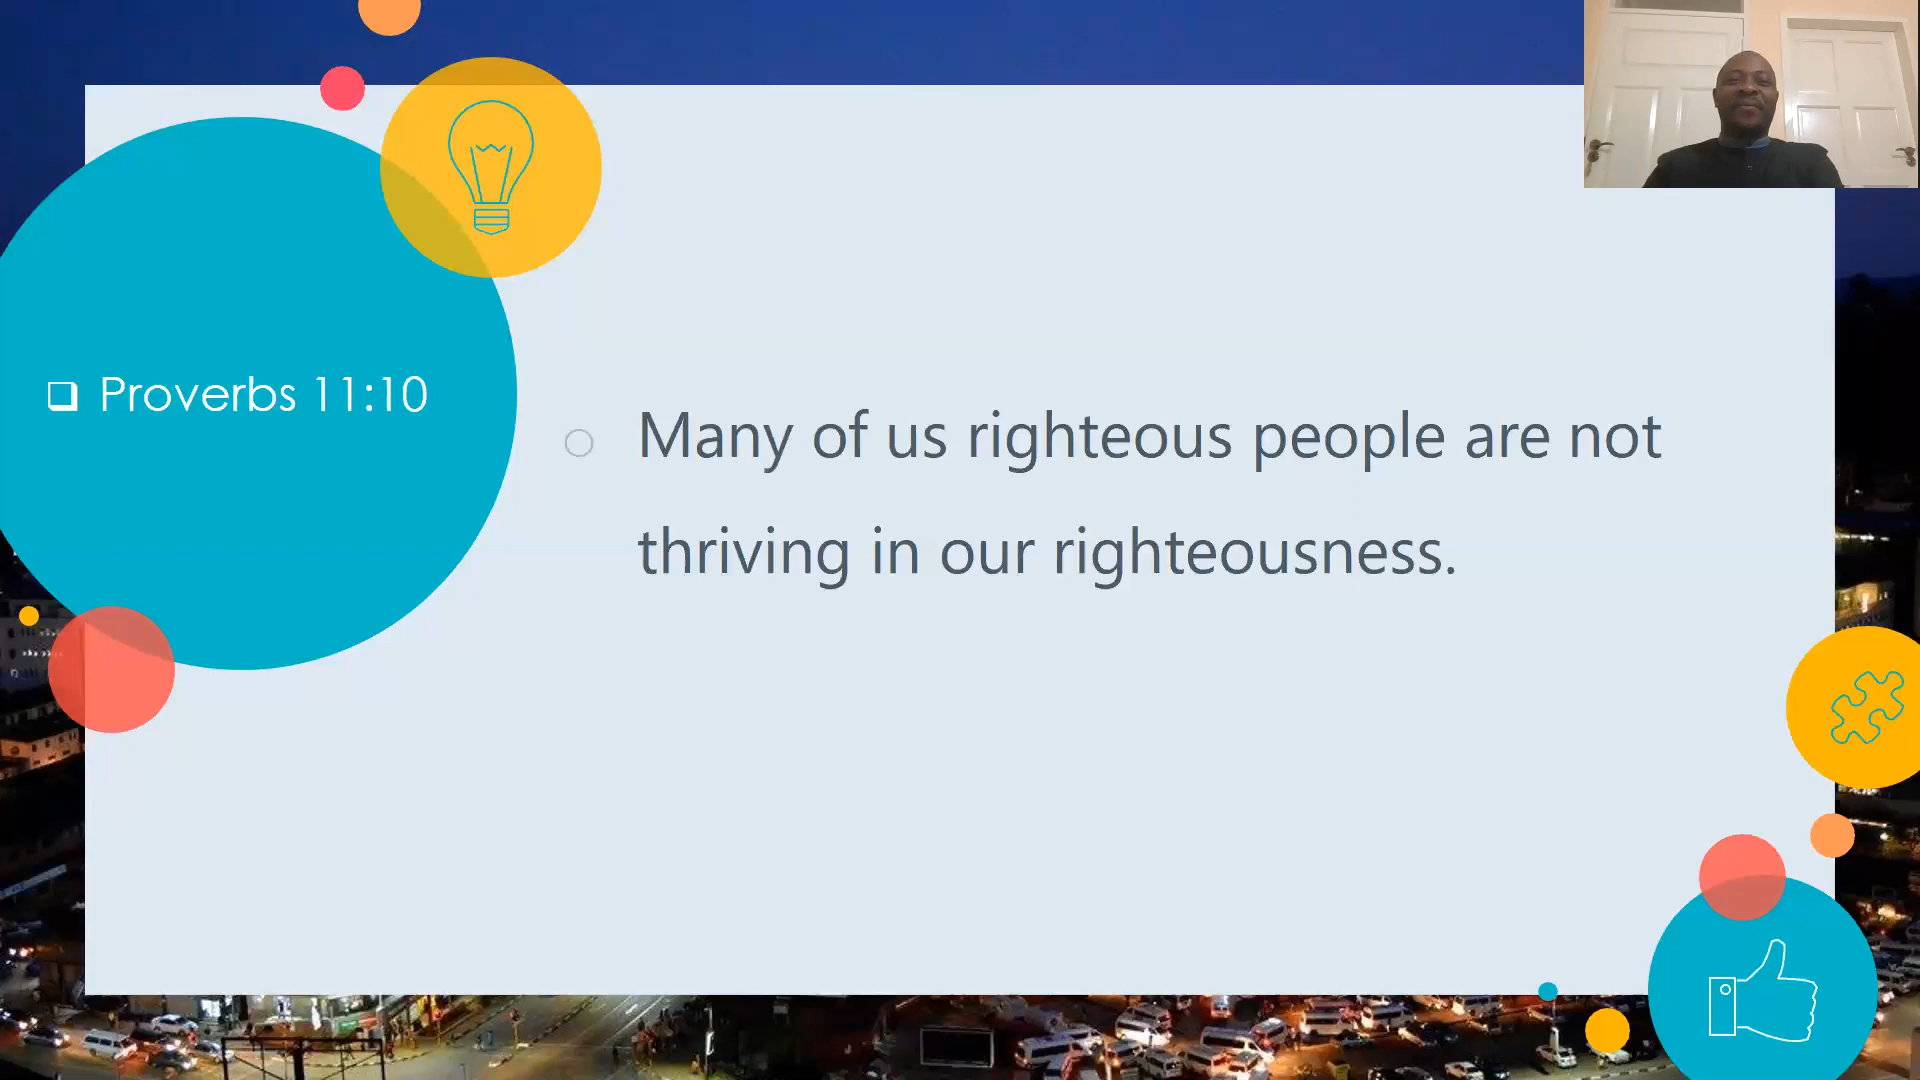 Proverbs 11:10
Many of us righteous people are not
thriving in our righteousness.